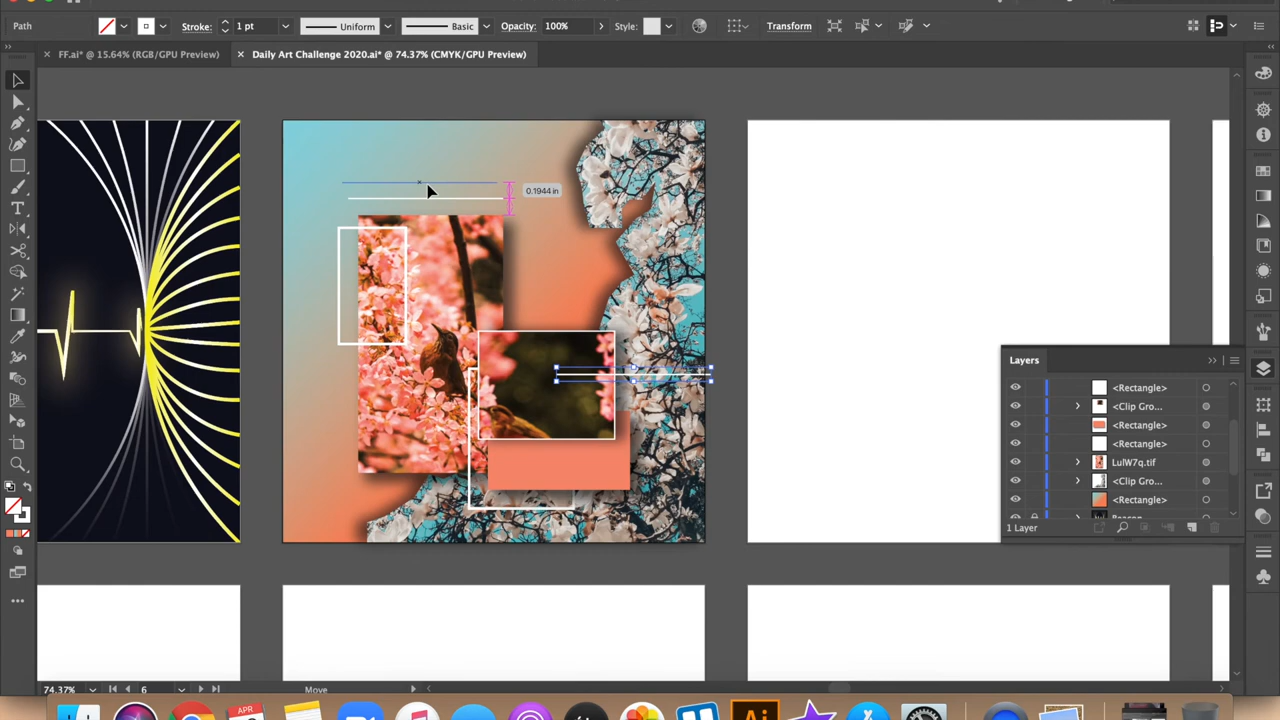 Path
Stroke:
1 pt
Uniform
Basic
Opacity:
100%
Style:
Transform
FF.ai* @ 15.64% (RGB/GPU Preview)
Daily Art Challenge 2020.ai* @ 74.37% (CMYK/GPU Preview)
0.1944 in
Layers
<Rectangle>
<Clip Gro...
<Rectangle>
<Rectangle>
LulW7q.tif
<Clip Gro...
<Rectangle>
1 Layer
74.37%
6
Move
APR
Ai